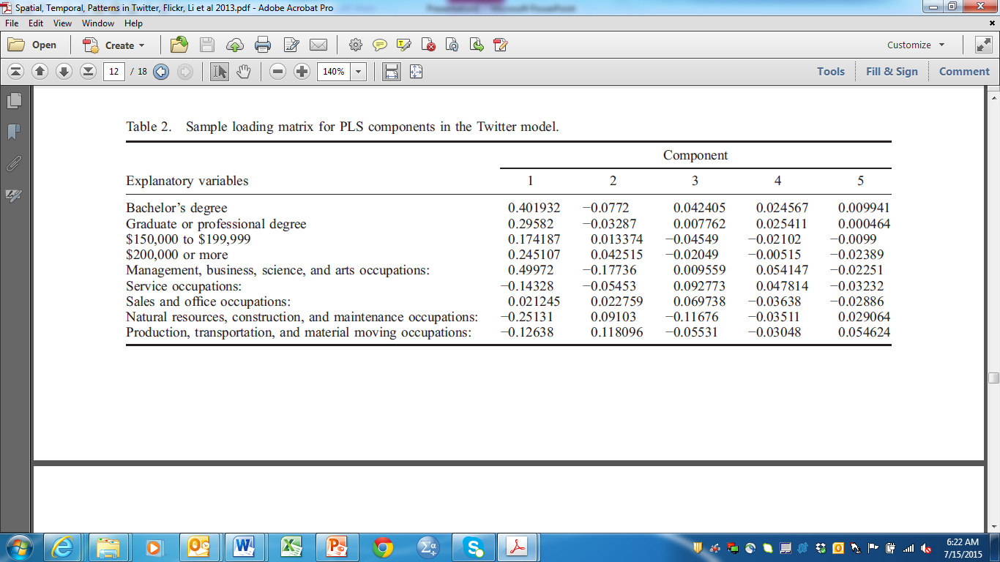 Spatial, Temporal, Patterns in Twitter, Flickr, Li et al 2013.pdf - Adobe Acrobat Pro
File Edit View Window Help
Open Create 
12 / 18 140% Customize
Tools Fill & Sign Comment
Table 2. Sample loading matrix for PLS components in the Twitter model.
Component
Explanatory variables 1 2 3 4 5
Bachelor’s degree 0.401932 −0.0772 0.042405 0.024567 0.009941
Graduate or professional degree 0.29582 −0.03287 0.007762 0.025411 0.000464
$150,000 to $199,999 0.174187 0.013374 −0.04549 −0.02102 −0.0099
$200,000 or more 0.245107 0.042515 −0.02049 −0.00515 −0.02389
Management, business, science, and arts occupations: 0.49972 −0.17736 0.009559 0.054147 −0.02251
Service occupations: −0.14328 −0.05453 0.092773 0.047814 −0.03232
Sales and office occupations: 0.021245 0.022759 0.069738 −0.03638 −0.02886
Natural resources, construction, and maintenance occupations: −0.25131 0.09103 −0.11676 −0.03511 0.029064
Production, transportation, and material moving occupations: −0.12638 0.118096 −0.05531 −0.03048 0.054624
6:22 AM
7/15/2015